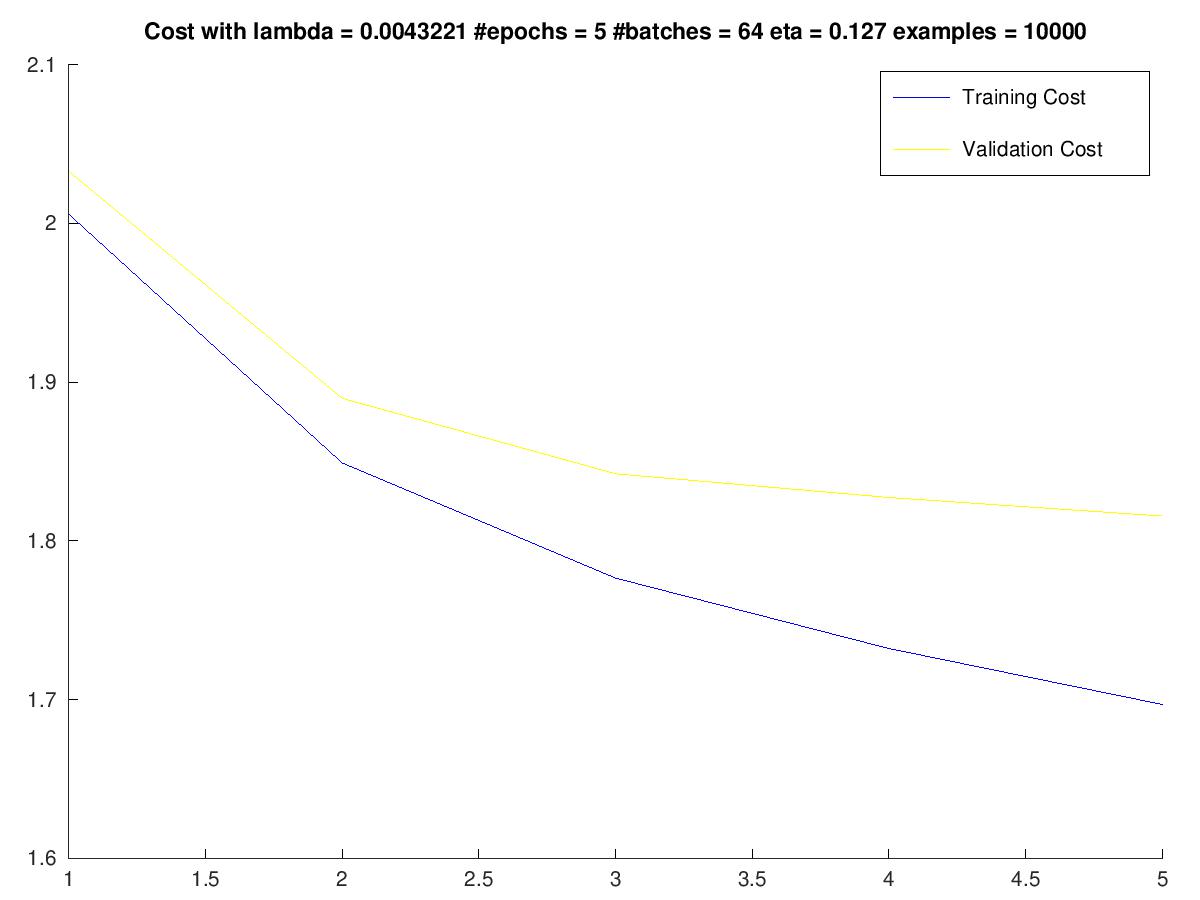 Cost with lambda = 0.0043221 #epochs = 5 #batches = 64 eta = 0.127 examples = 10000
2.1
Training Cost
Validation Cost
2
1.9
1.8
1.7
1.6
1 1.5 2 2.5 3 3.5 4 4.5 5